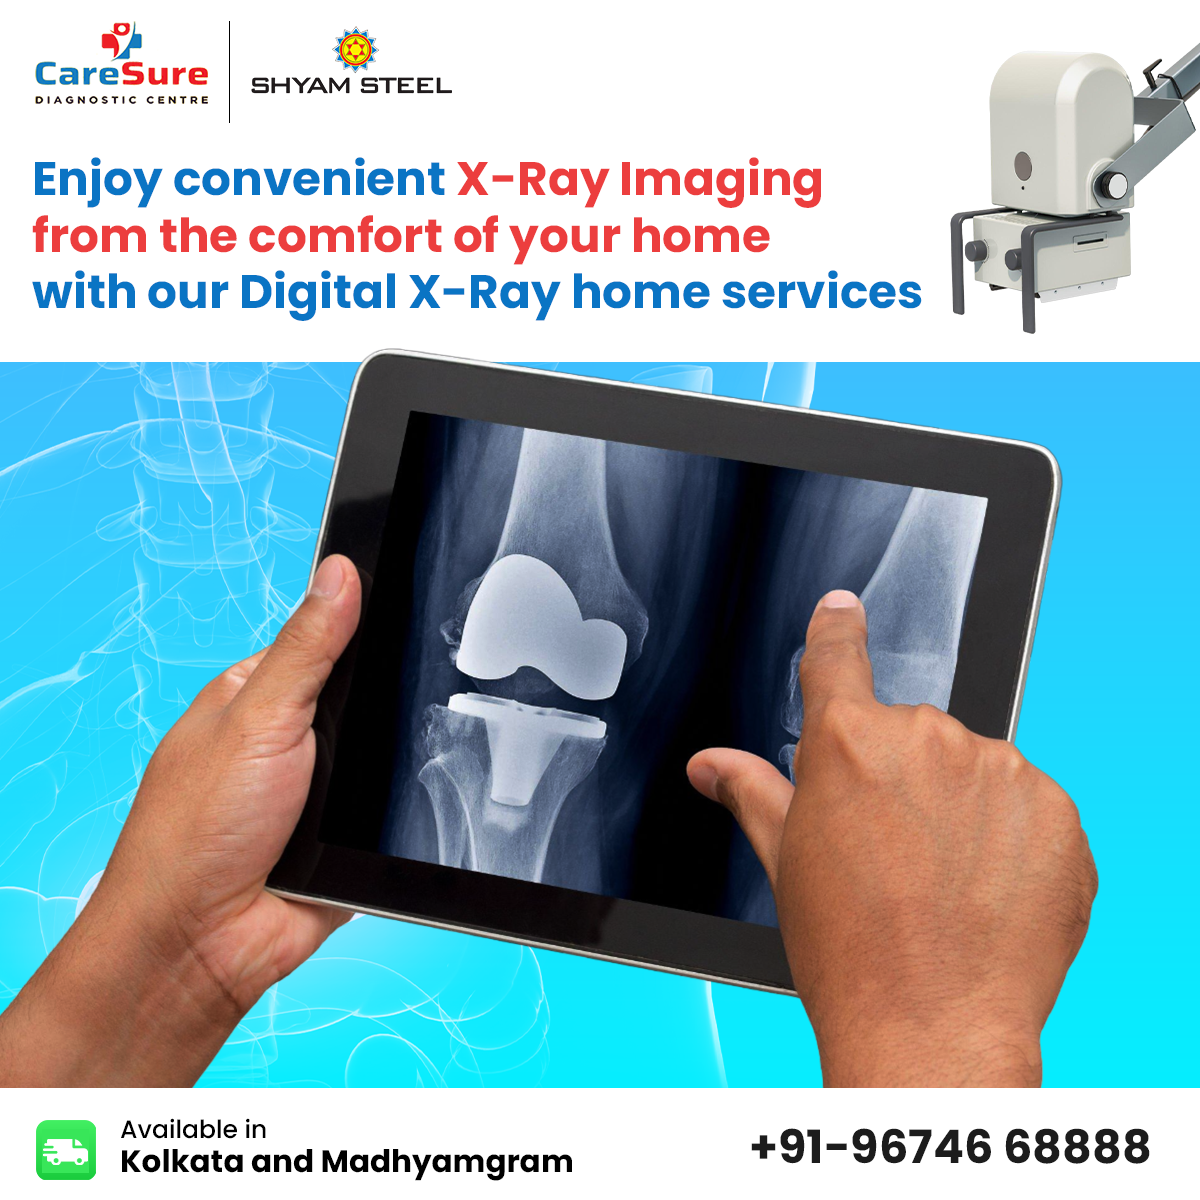 CareSure
DIAGNOSTIC CENTRE
SHYAM STEEL
Enjoy convenient X-Ray Imaging
from the comfort of your home
with our Digital X-Ray home services
Available in
Kolkata and Madhyamgram
+91-96746 68888